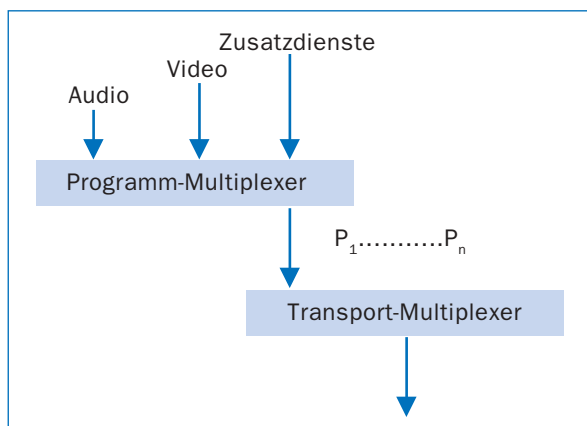 Zusatzdienste
Video
Audio
Programm-Multiplexer
P₁...........Pₙ
Transport-Multiplexer